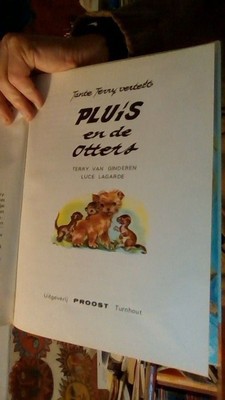 Tante Terry vertelt
PLUiS
en de
Otters
TERRY VAN GINDEREN
LUCE LAGARDE
Uitgeverij PROOST Turnhout